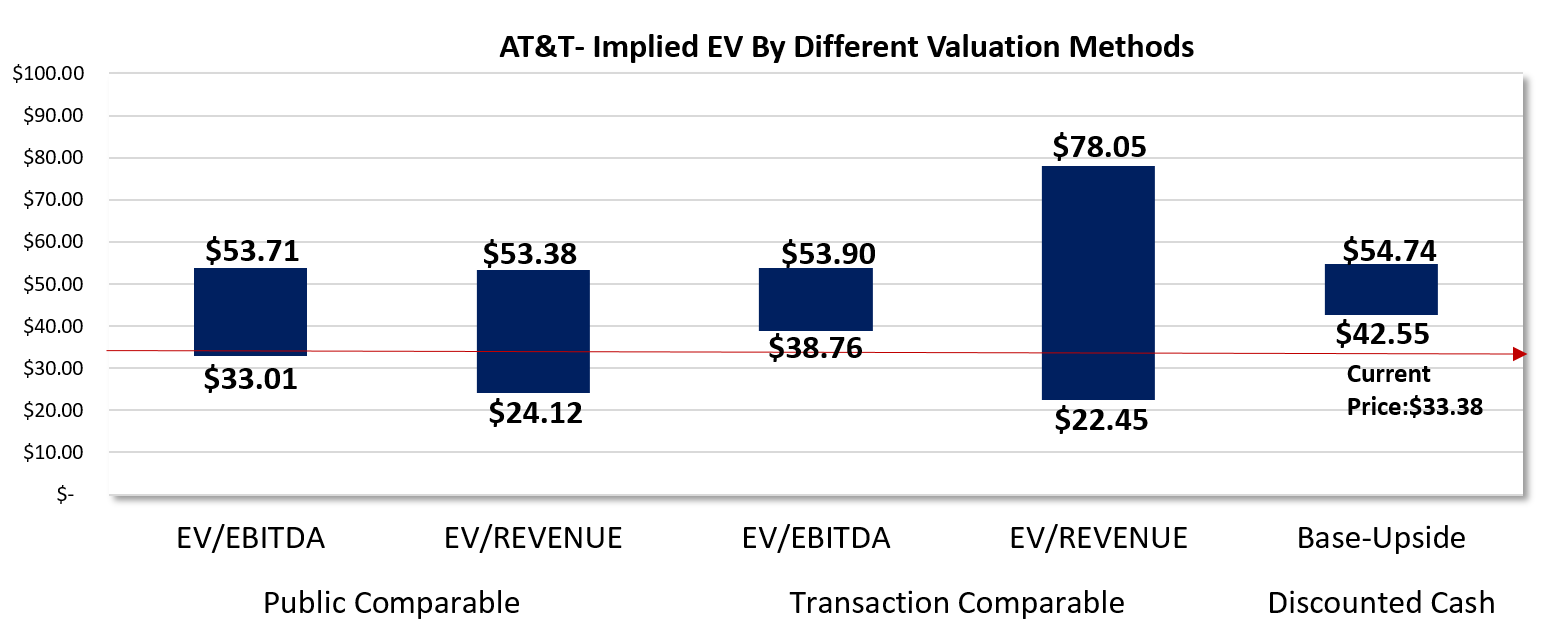 AT&T- Implied EV By Different Valuation Methods
$100.00
$90.00
$80.00
$70.00
$60.00
$50.00
$40.00
$30.00
$20.00
$10.00
$-
$53.71
$33.01
$53.38
$24.12
$53.90
$38.76
$78.05
$22.45
$54.74
$42.55
Current
Price:$33.38
EV/EBITDA
EV/REVENUE
EV/EBITDA
EV/REVENUE
Base-Upside
Public Comparable
Transaction Comparable
Discounted Cash